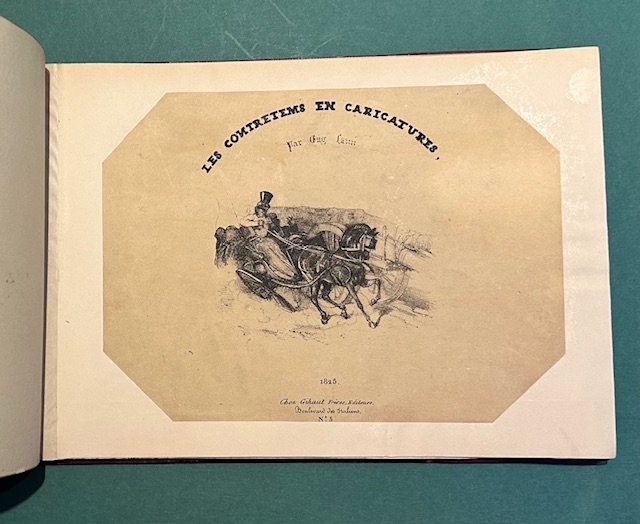 LES CONTRETEMS EN CARICATURES,
Par Eug Lami
1825.
Chez Gihaut Frères, Editeurs,
Boulevard des Italiens,
N.º 5